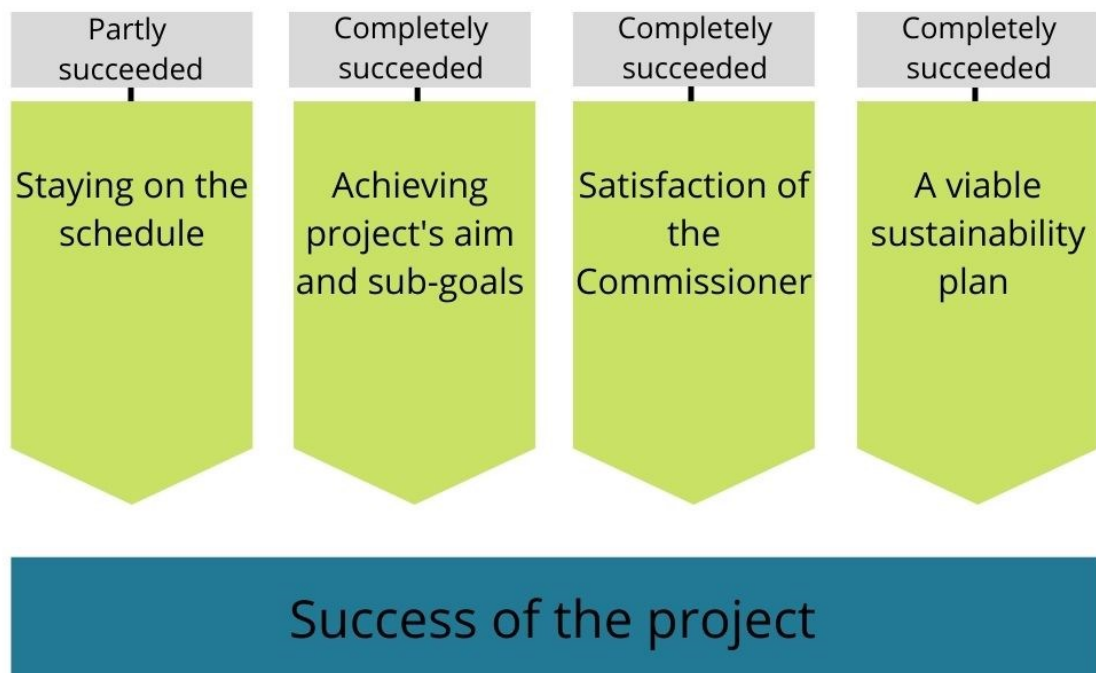 Partly
succeeded
Completely
succeeded
Completely
succeeded
Completely
succeeded
Staying on the
schedule
Achieving
project's aim
and sub-goals
Satisfaction of
the
Commissioner
A viable
sustainability
plan
Success of the project